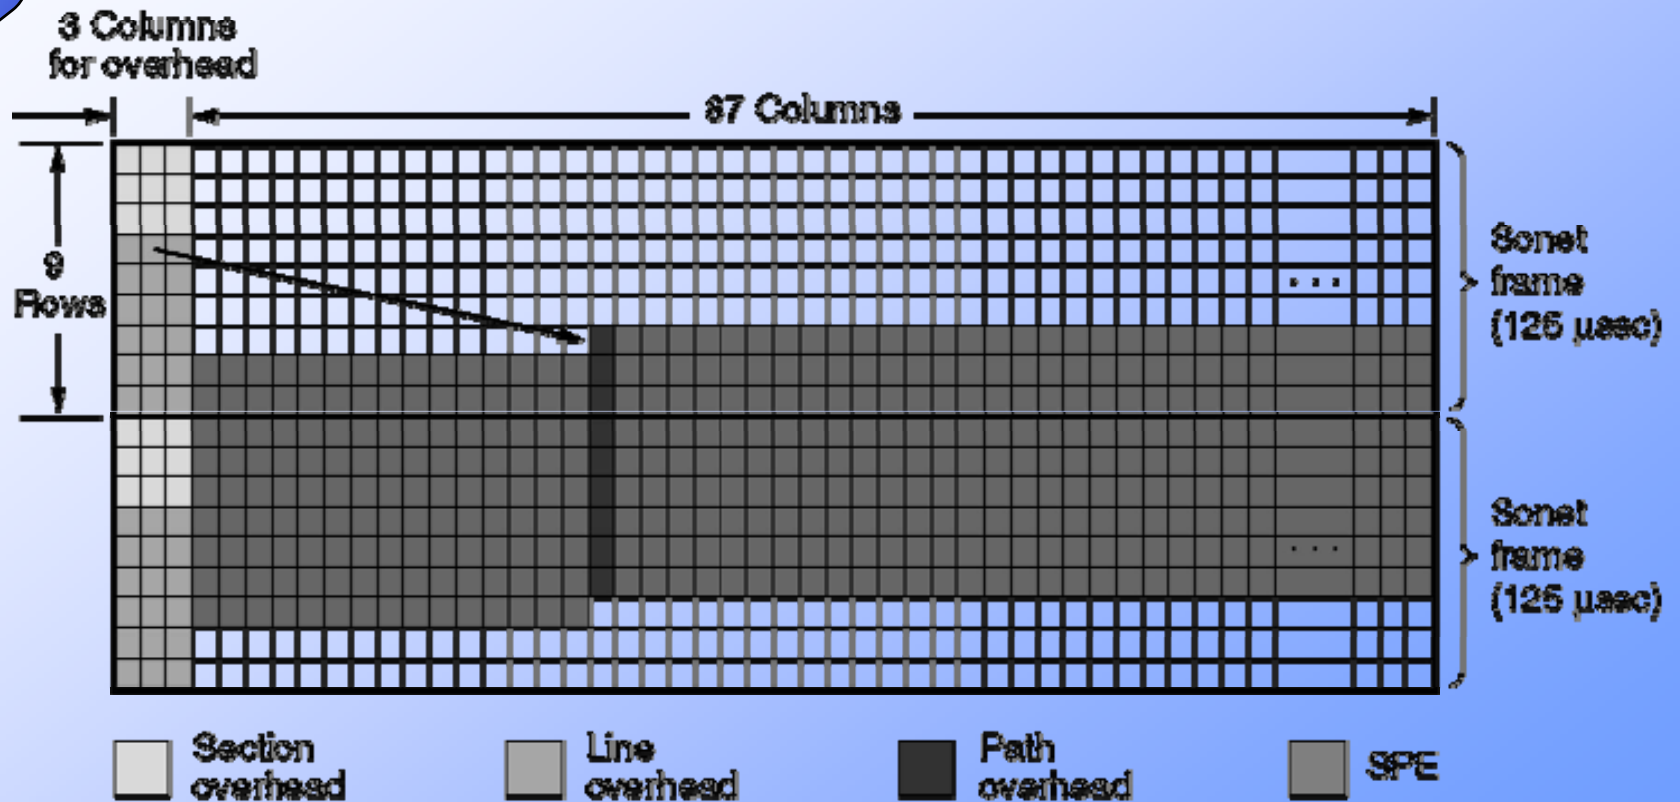 3 Columns
for overhead
87 Columns
9
Rows
. . .
Sonet
frame
(125 µsec)
. . .
Sonet
frame
(125 µsec)
Section
overhead
Line
overhead
Path
overhead
SPE